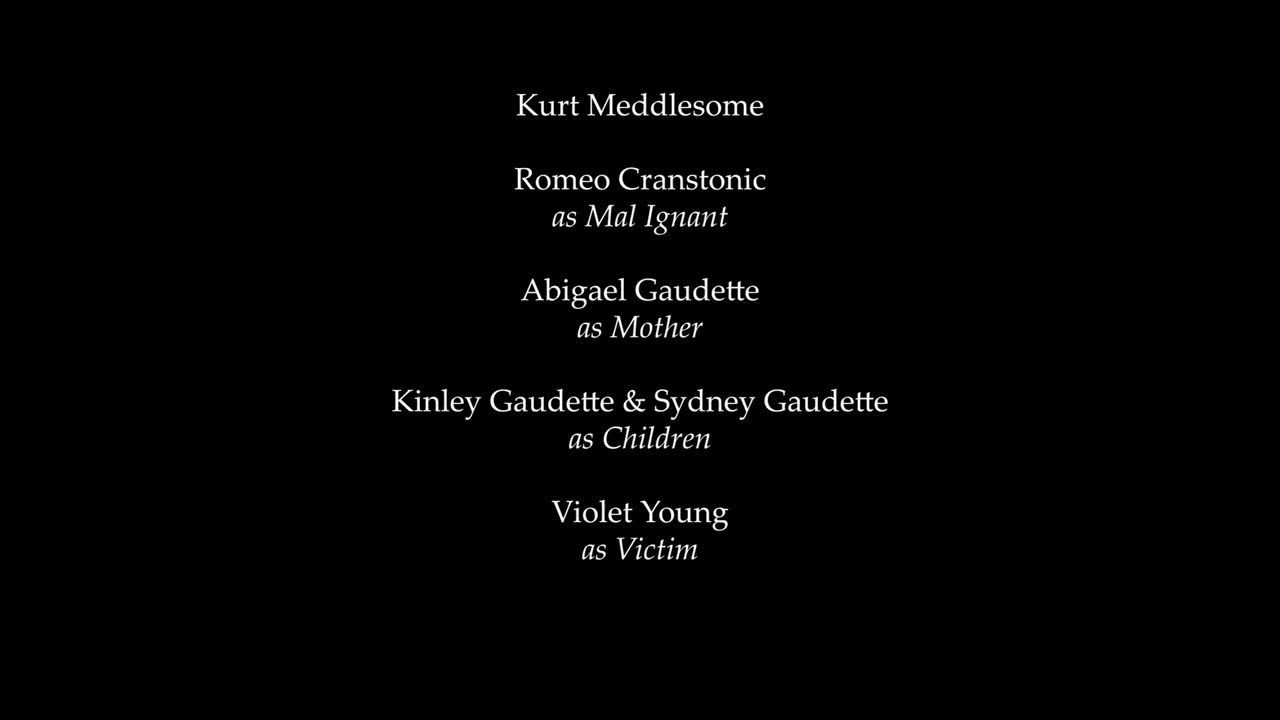 Kurt Meddlesome
Romeo Cranstonic
as Mal Ignant
Abigael Gaudette
as Mother
Kinley Gaudette & Sydney Gaudette
as Children
Violet Young
as Victim